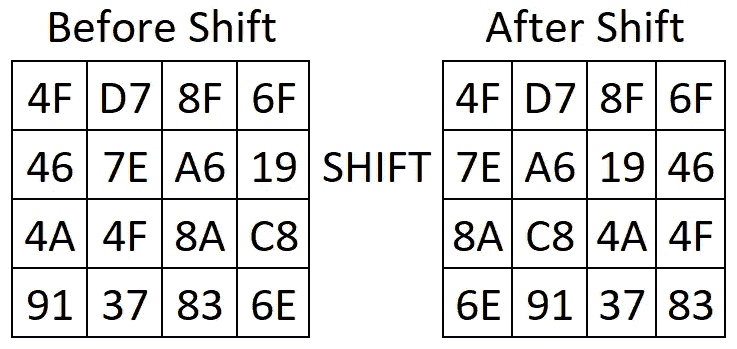 Before Shift After Shift
4F D7 8F 6F 4F D7 8F 6F
46 7E A6 19 SHIFT 7E A6 19 46
4A 4F 8A C8 8A C8 4A 4F
91 37 83 6E 6E 91 37 83